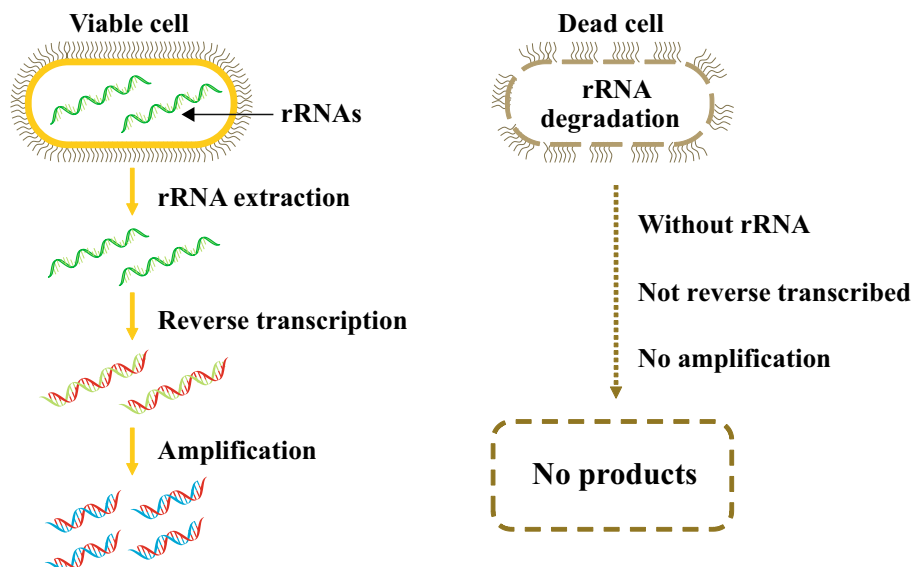 Viable cell
rRNAs
rRNA extraction
Reverse transcription
Amplification
Dead cell
rRNA
degradation
Without rRNA
Not reverse transcribed
No amplification
No products